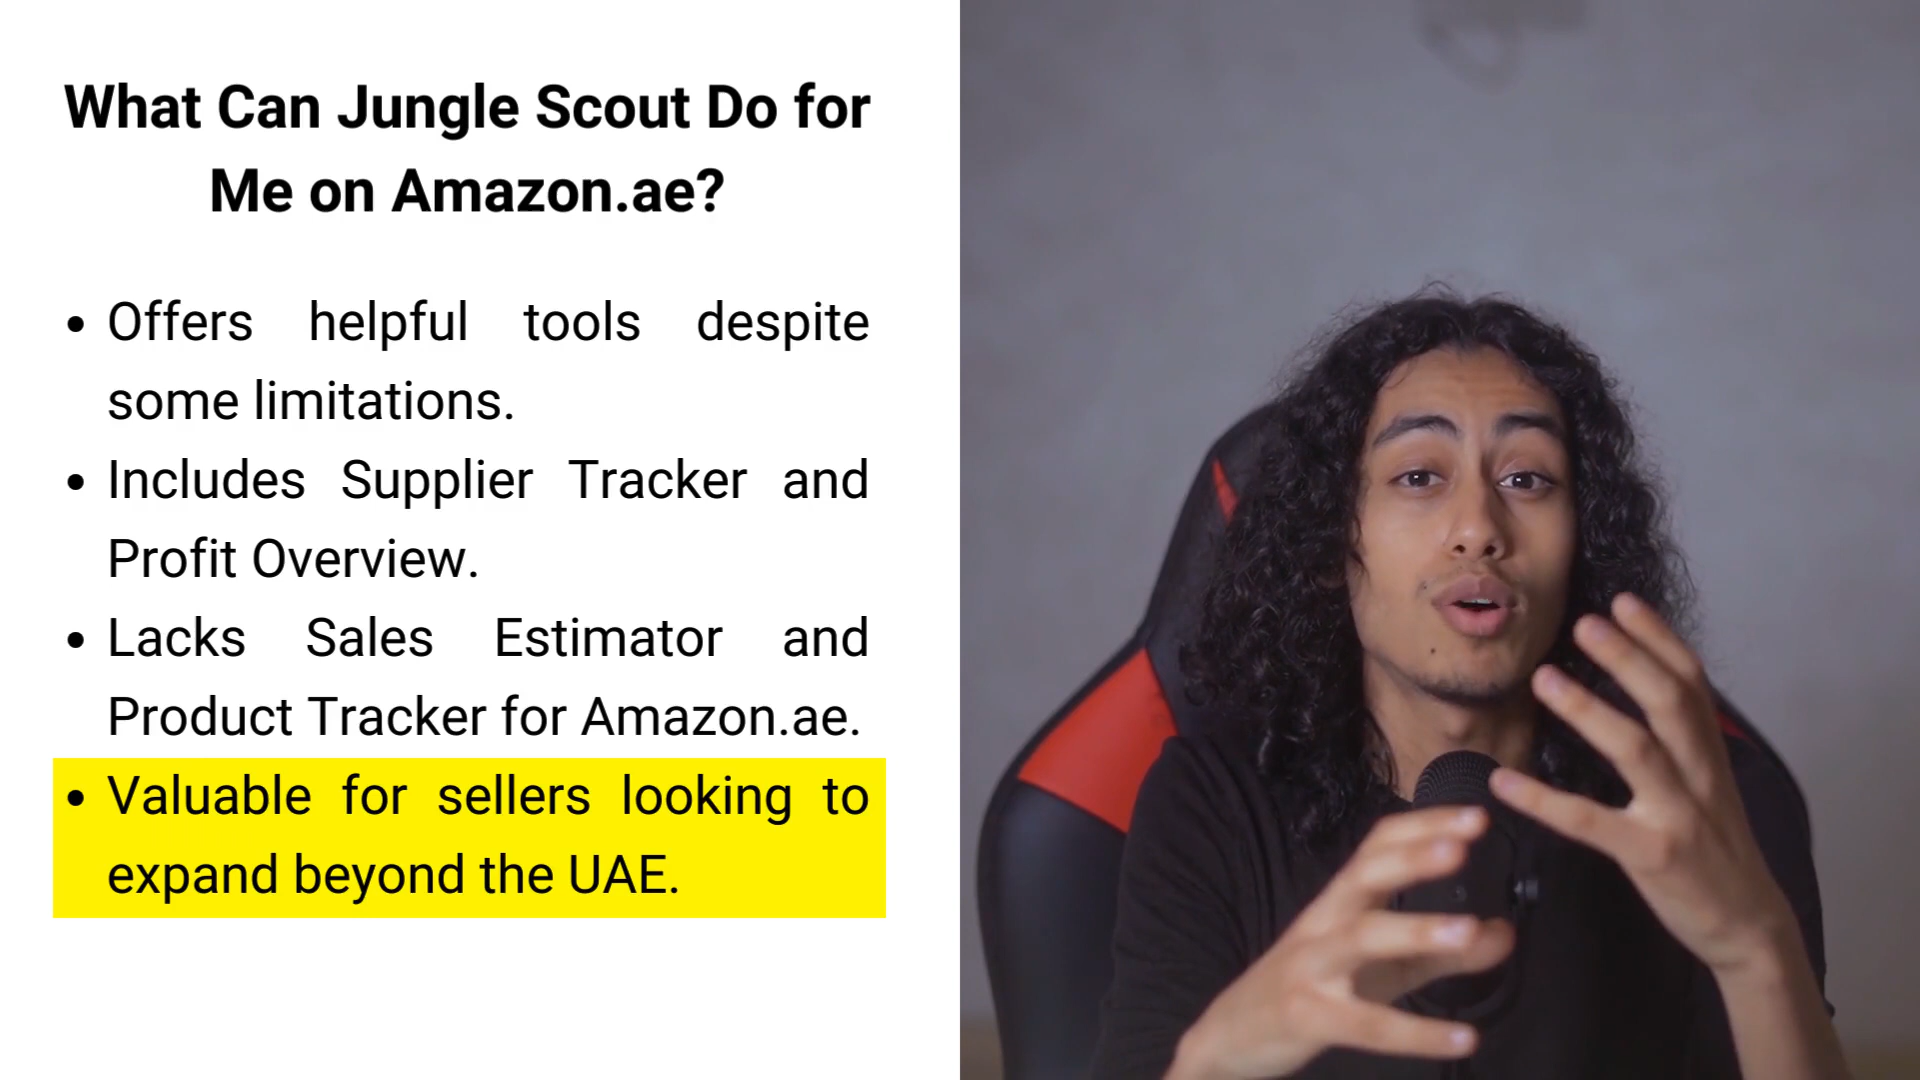 What Can Jungle Scout Do for
Me on Amazon.ae?
• Offers helpful tools despite
some limitations.
• Includes Supplier Tracker and
Profit Overview.
• Lacks Sales Estimator and
Product Tracker for Amazon.ae.
• Valuable for sellers looking to
expand beyond the UAE.